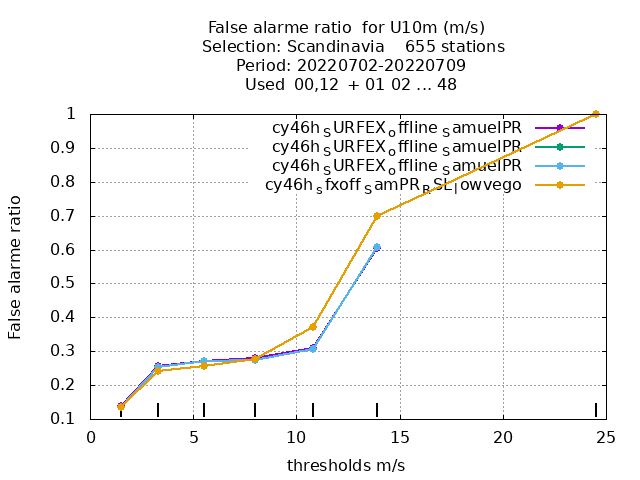 False alarme ratio for U10m (m/s)
Selection: Scandinavia 655 stations
Period: 20220702-20220709
Used 00,12 + 01 02 ... 48
1
0.9
0.8
0.7
0.6
0.5
0.4
0.3
0.2
0.1
False alarme ratio
cy46h_SURFEX_offline_SamuelPR
cy46h_SURFEX_offline_SamuelPR
cy46h_SURFEX_offline_SamuelPR
cy46h_sfxoff_SamPR_RSL_lowvego
0 5 10 15 20 25
thresholds m/s